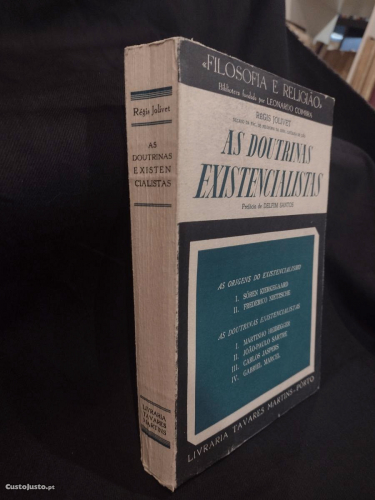 Régis Jolivet
AS
DOUTRINAS
EXISTEN
CIALISTAS
LIVRARIA
TAVARES
MARTINS
«FILOSOFIA E RELIGIÃO»
Biblioteca fundada por LEONARDO COIMBRA
RÉGIS JOLIVET
AS DOUTRINAS
EXISTENCIALISTAS
Prefácio de DELFIM SANTOS
AS ORIGENS DO EXISTENCIALISMO
I. SÖREN KIERKEGAARD
II. FREDERICO NIETZSCHE
AS DOUTRINAS EXISTENCIALISTAS
I. MARTINHO HEIDEGGER
II. JOÃO-PAULO SARTRE
III. CARLOS JASPERS
IV. GABRIEL MARCEL
LIVRARIA TAVARES MARTINS-PORTO
CustoJusto.pt